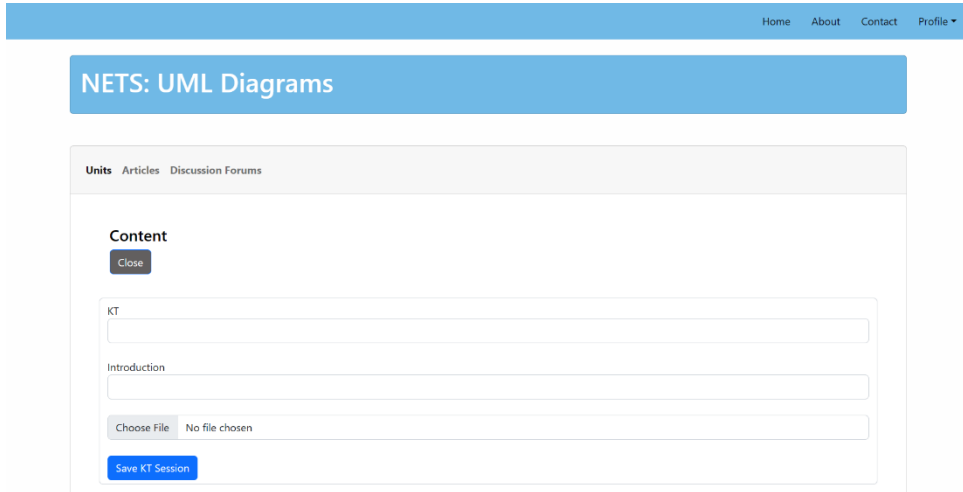 Home About Contact Profile
NETS: UML Diagrams
Units Articles Discussion Forums
Content
Close
KT
Introduction
Choose File No file chosen
Save KT Session